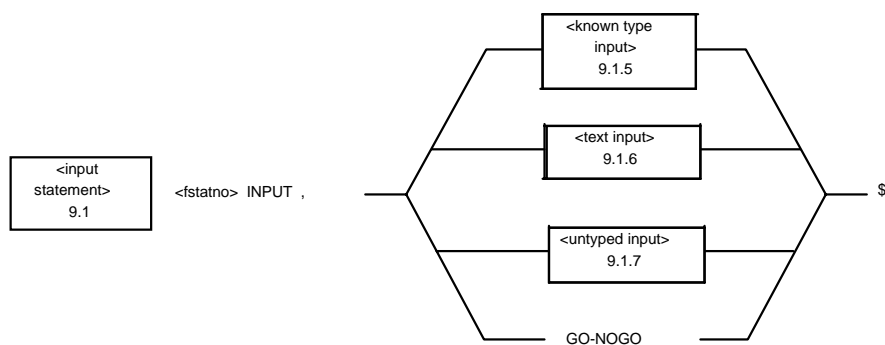 <known type
input>
9.1.5
<text input>
9.1.6
<input
statement>
9.1
<fstatno> INPUT ,
$
<untyped input>
9.1.7
GO-NOGO